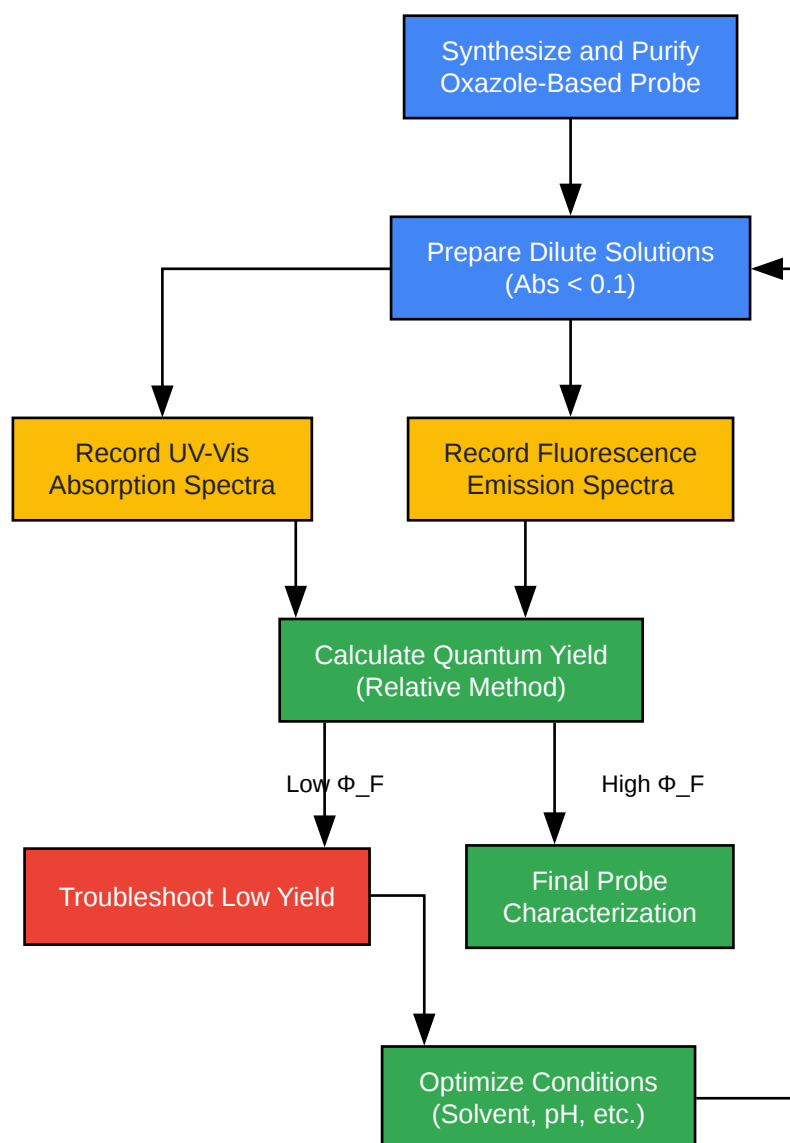 Synthesize and Purify
Oxazole-Based Probe
Prepare Dilute Solutions
(Abs < 0.1)
Record UV-Vis
Absorption Spectra
Record Fluorescence
Emission Spectra
Calculate Quantum Yield
(Relative Method)
Low Φ_F
High Φ_F
Troubleshoot Low Yield
Final Probe
Characterization
Optimize Conditions
(Solvent, pH, etc.)